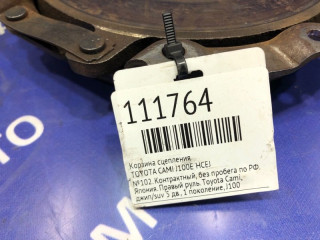 111764
Корзина сцепления
TOYOTA CAMI J100E HCEJ
№102. Контрактный, без пробега по РФ.
Япония. Правый руль. Toyota Cami,
джип/suv 5 дв., 1 поколение, J100